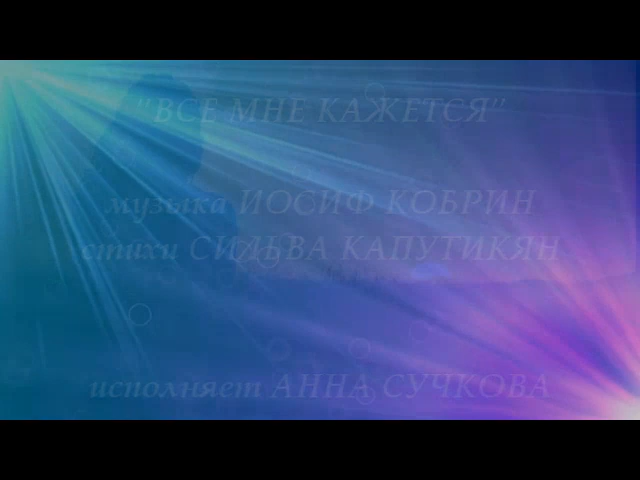 "ВСЕ МНЕ КАЖЕТСЯ"
музыка ИОСИФ КОБРИН
стихи СИЛЬВА КАПУТИКЯН
исполняет АННА СУЧКОВА